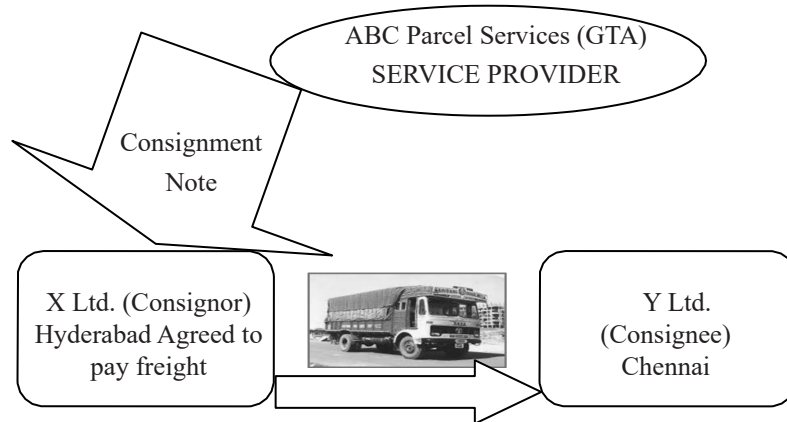 ABC Parcel Services (GTA)
SERVICE PROVIDER
Consignment
Note
X Ltd. (Consignor)
Hyderabad Agreed to
pay freight
Y Ltd.
(Consignee)
Chennai